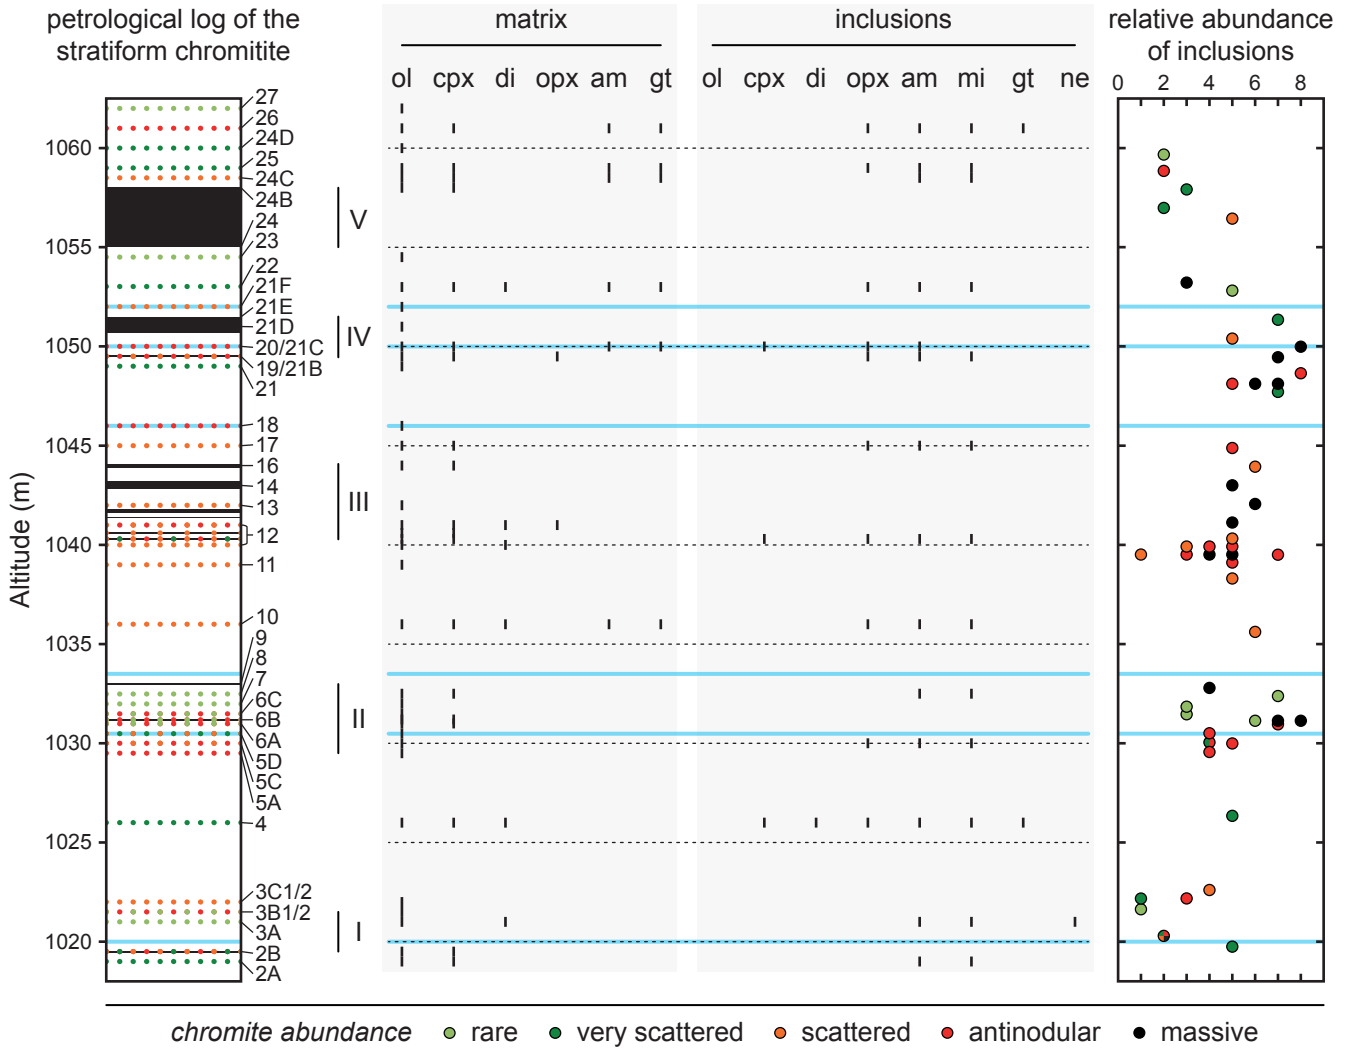 petrological log of the
stratiform chromitite
matrix
inclusions
relative abundance
of inclusions
ol cpx di opx am gt
ol cpx di opx am mi gt ne
0 2 4 6 8
Altitude (m)
1060
1055
1050
1045
1040
1035
1030
1025
1020
27
26
24D
25
24C
24B
24
23
22
21F
21E
21D
20/21C
19/21B
21
18
17
16
14
13
12
11
10
9
8
7
6C
6B
6A
5D
5C
5A
4
3C1/2
3B1/2
3A
2B
2A
V
IV
III
II
I
chromite abundance rare very scattered scattered antinodular massive